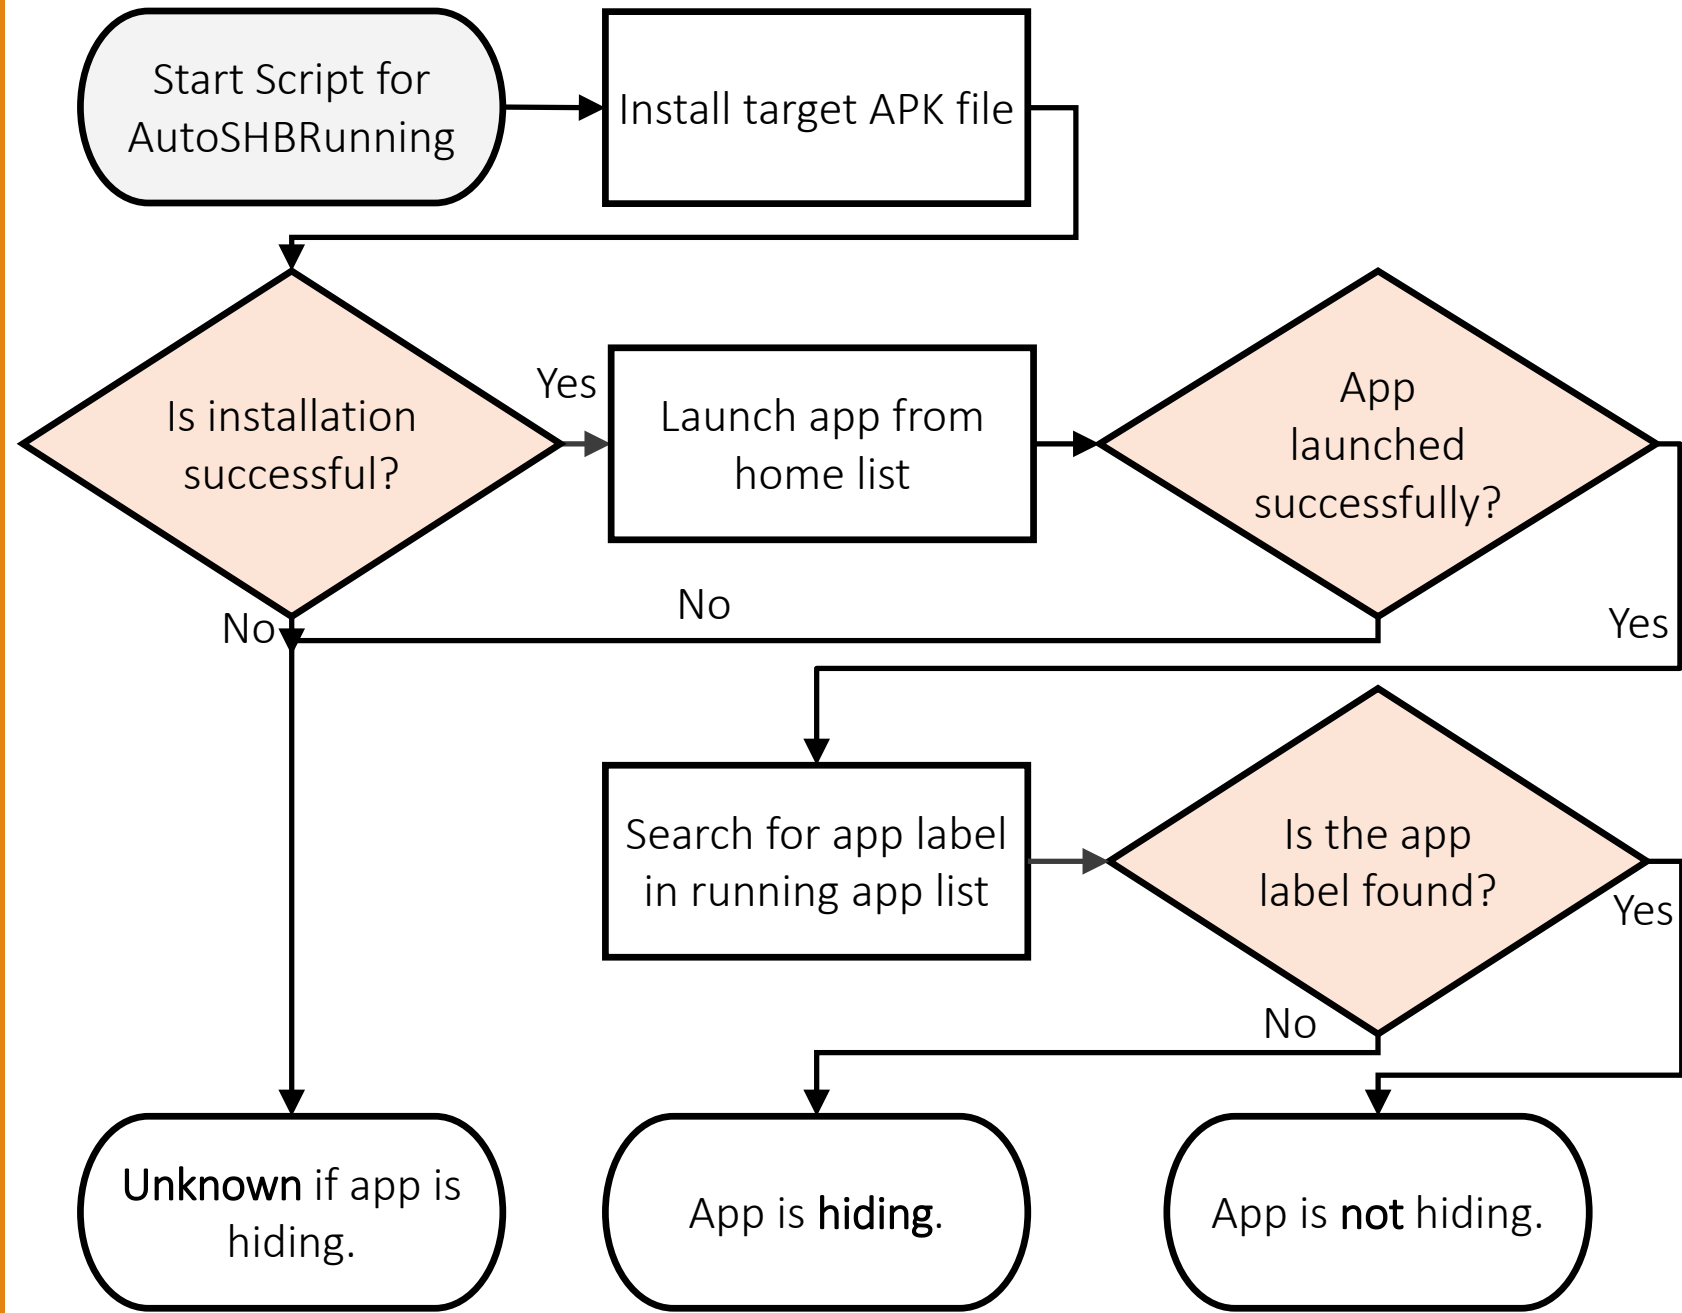 Start Script for
AutoSHBRunning
Install target APK file
Is installation
successful?
Yes
Launch app from
home list
App
launched
successfully?
No
No
Yes
Search for app label
in running app list
Is the app
label found?
Yes
No
Unknown if app is
hiding.
App is hiding.
App is not hiding.